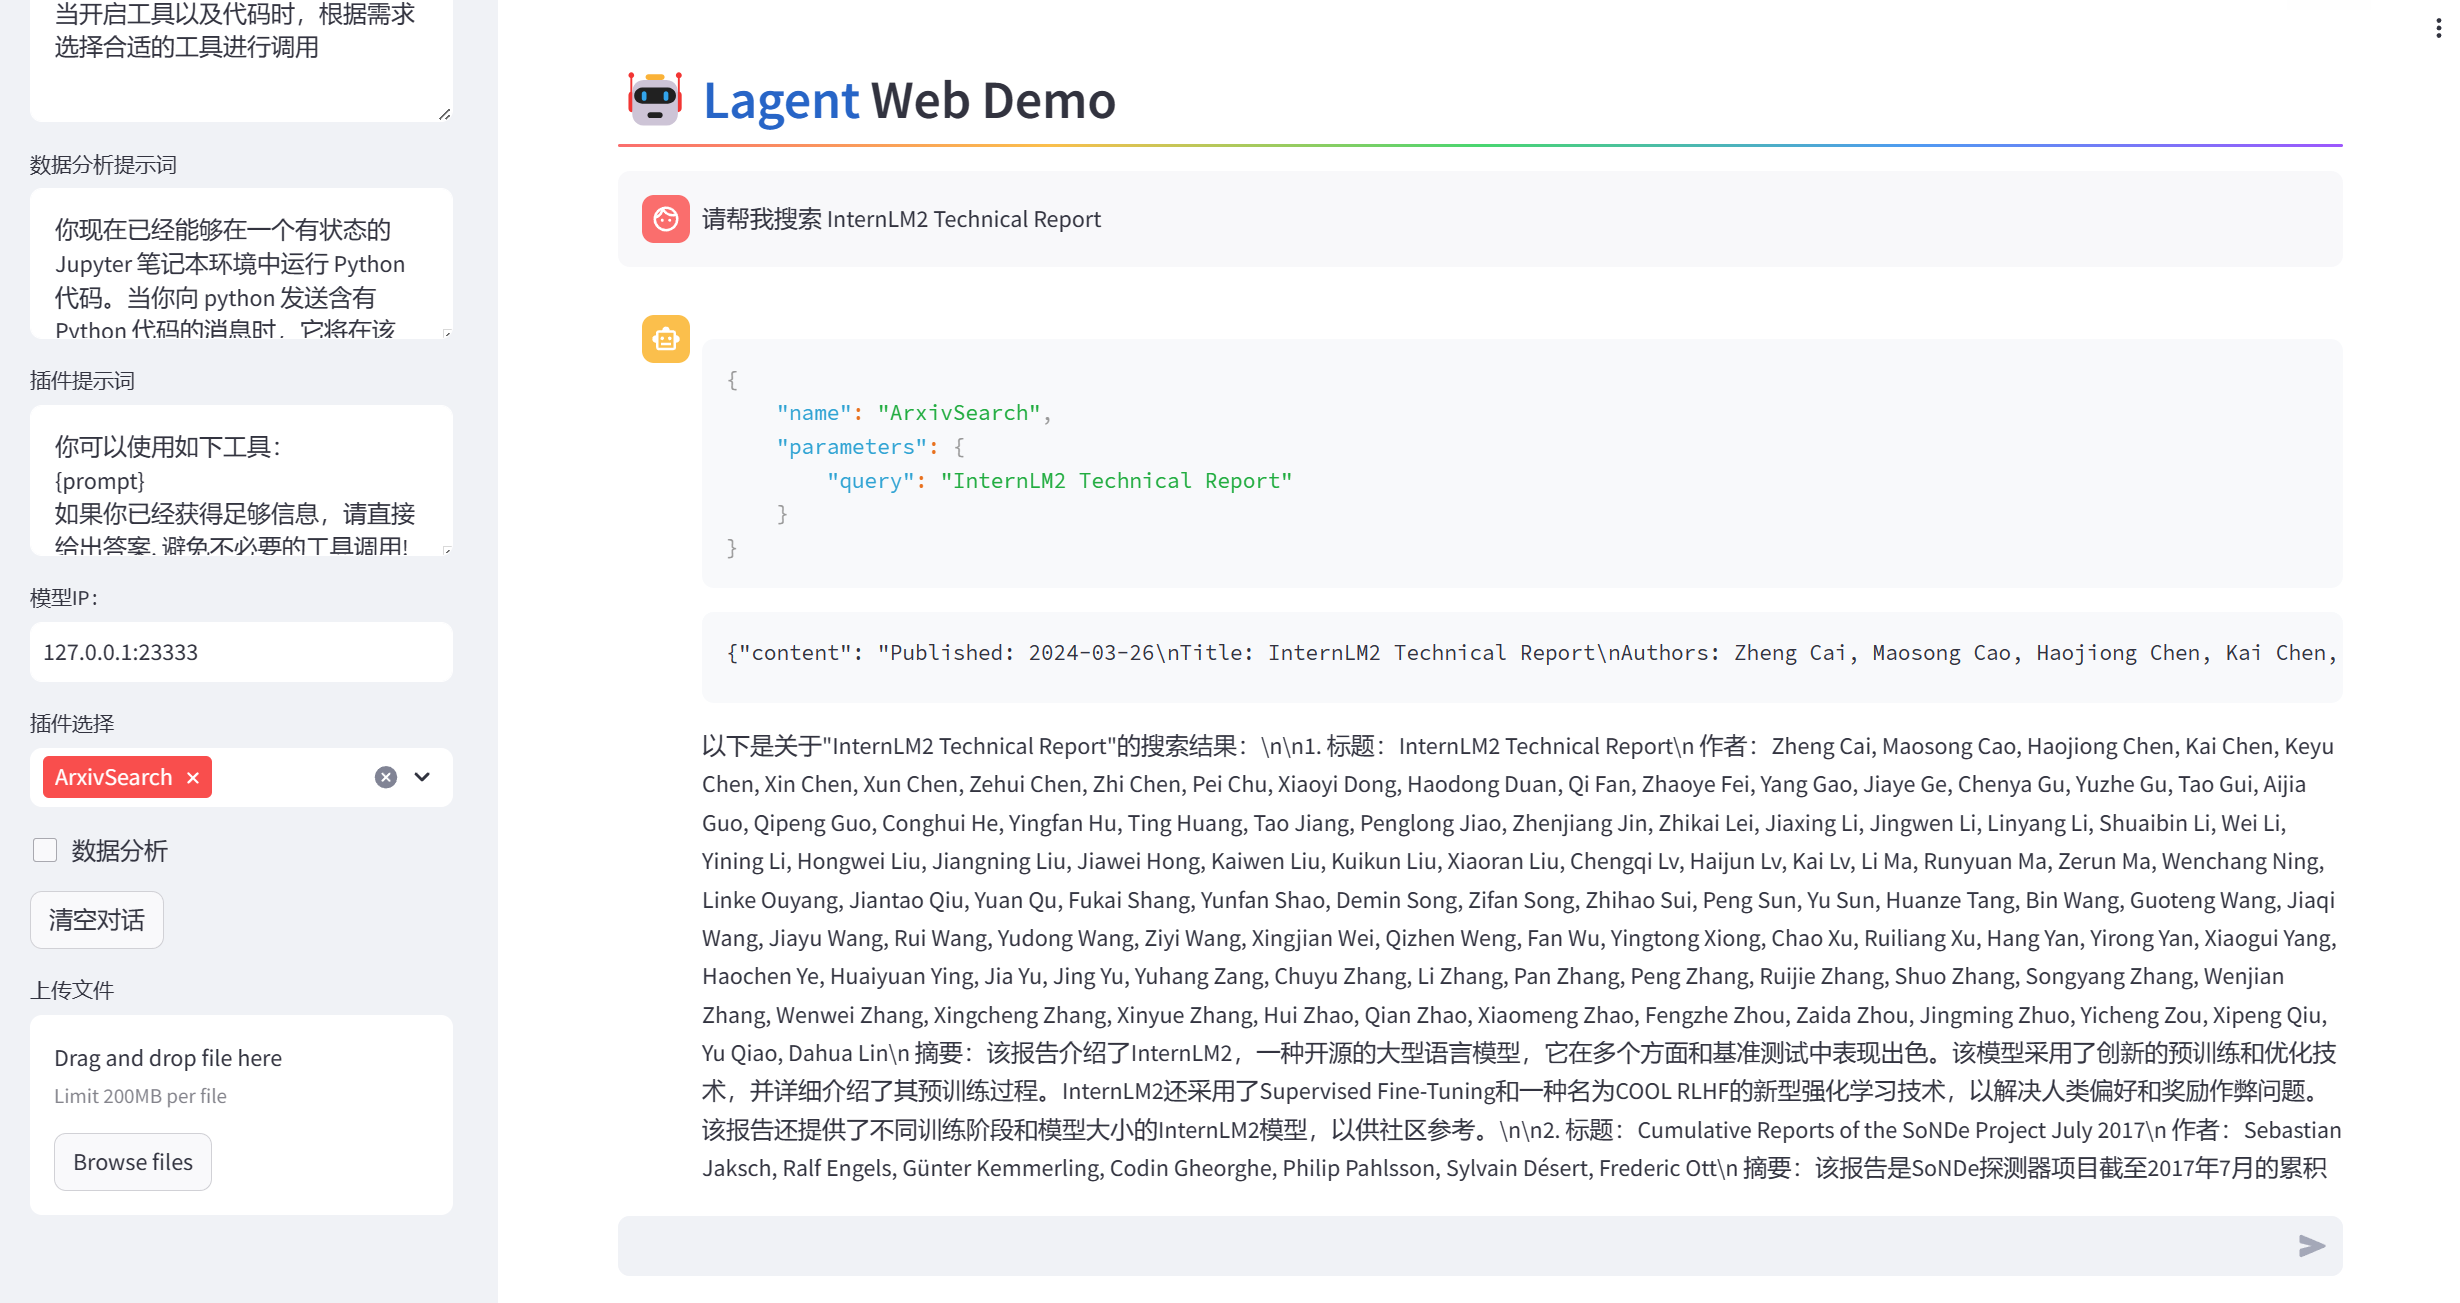 当开启工具以及代码时，根据需求
选择合适的工具进行调用
数据分析提示词
你现在已经能够在一个有状态的
Jupyter 笔记本环境中运行 Python
代码。当你向 python 发送含有
Python 代码的消息时，它将在该
插件提示词
你可以使用如下工具：
{prompt}
如果你已经获得足够信息，请直接
给出答案. 避免不必要的工具调用!
模型IP：
127.0.0.1:23333
插件选择
ArxivSearch
数据分析
清空对话
上传文件
Drag and drop file here
Limit 200MB per file
Browse files
Lagent Web Demo
请帮我搜索 InternLM2 Technical Report
{
"name": "ArxivSearch",
"parameters": {
"query": "InternLM2 Technical Report"
}
}
{"content": "Published: 2024-03-26\nTitle: InternLM2 Technical Report\nAuthors: Zheng Cai, Maosong Cao, Haojiong Chen, Kai Chen,
以下是关于"InternLM2 Technical Report"的搜索结果：\n\n1. 标题：InternLM2 Technical Report\n 作者：Zheng Cai, Maosong Cao, Haojiong Chen, Kai Chen, Keyu
Chen, Xin Chen, Xun Chen, Zehui Chen, Zhi Chen, Pei Chu, Xiaoyi Dong, Haodong Duan, Qi Fan, Zhaoye Fei, Yang Gao, Jiaye Ge, Chenya Gu, Yuzhe Gu, Tao Gui, Aijia
Guo, Qipeng Guo, Conghui He, Yingfan Hu, Ting Huang, Tao Jiang, Penglong Jiao, Zhenjiang Jin, Zhikai Lei, Jiaxing Li, Jingwen Li, Linyang Li, Shuaibin Li, Wei Li,
Yining Li, Hongwei Liu, Jiangning Liu, Jiawei Hong, Kaiwen Liu, Kuikun Liu, Xiaoran Liu, Chengqi Lv, Haijun Lv, Kai Lv, Li Ma, Runyuan Ma, Zerun Ma, Wenchang Ning,
Linke Ouyang, Jiantao Qiu, Yuan Qu, Fukai Shang, Yunfan Shao, Demin Song, Zifan Song, Zhihao Sui, Peng Sun, Yu Sun, Huanze Tang, Bin Wang, Guoteng Wang, Jiaqi
Wang, Jiayu Wang, Rui Wang, Yudong Wang, Ziyi Wang, Xingjian Wei, Qizhen Weng, Fan Wu, Yingtong Xiong, Chao Xu, Ruiliang Xu, Hang Yan, Yirong Yan, Xiaogui Yang,
Haochen Ye, Huaiyuan Ying, Jia Yu, Jing Yu, Yuhang Zang, Chuyu Zhang, Li Zhang, Pan Zhang, Peng Zhang, Ruijie Zhang, Shuo Zhang, Songyang Zhang, Wenjian
Zhang, Wenwei Zhang, Xingcheng Zhang, Xinyue Zhang, Hui Zhao, Qian Zhao, Xiaomeng Zhao, Fengzhe Zhou, Zaida Zhou, Jingming Zhuo, Yicheng Zou, Xipeng Qiu,
Yu Qiao, Dahua Lin\n 摘要：该报告介绍了InternLM2，一种开源的大型语言模型，它在多个方面和基准测试中表现出色。该模型采用了创新的预训练和优化技
术，并详细介绍了其预训练过程。InternLM2还采用了Supervised Fine-Tuning和一种名为COOL RLHF的新型强化学习技术，以解决人类偏好和奖励作弊问题。
该报告还提供了不同训练阶段和模型大小的InternLM2模型，以供社区参考。\n\n2. 标题：Cumulative Reports of the SoNDe Project July 2017\n 作者：Sebastian
Jaksch, Ralf Engels, Günter Kemmerling, Codin Gheorghe, Philip Pahlsson, Sylvain Désert, Frederic Ott\n 摘要：该报告是SoNDe探测器项目截至2017年7月的累积